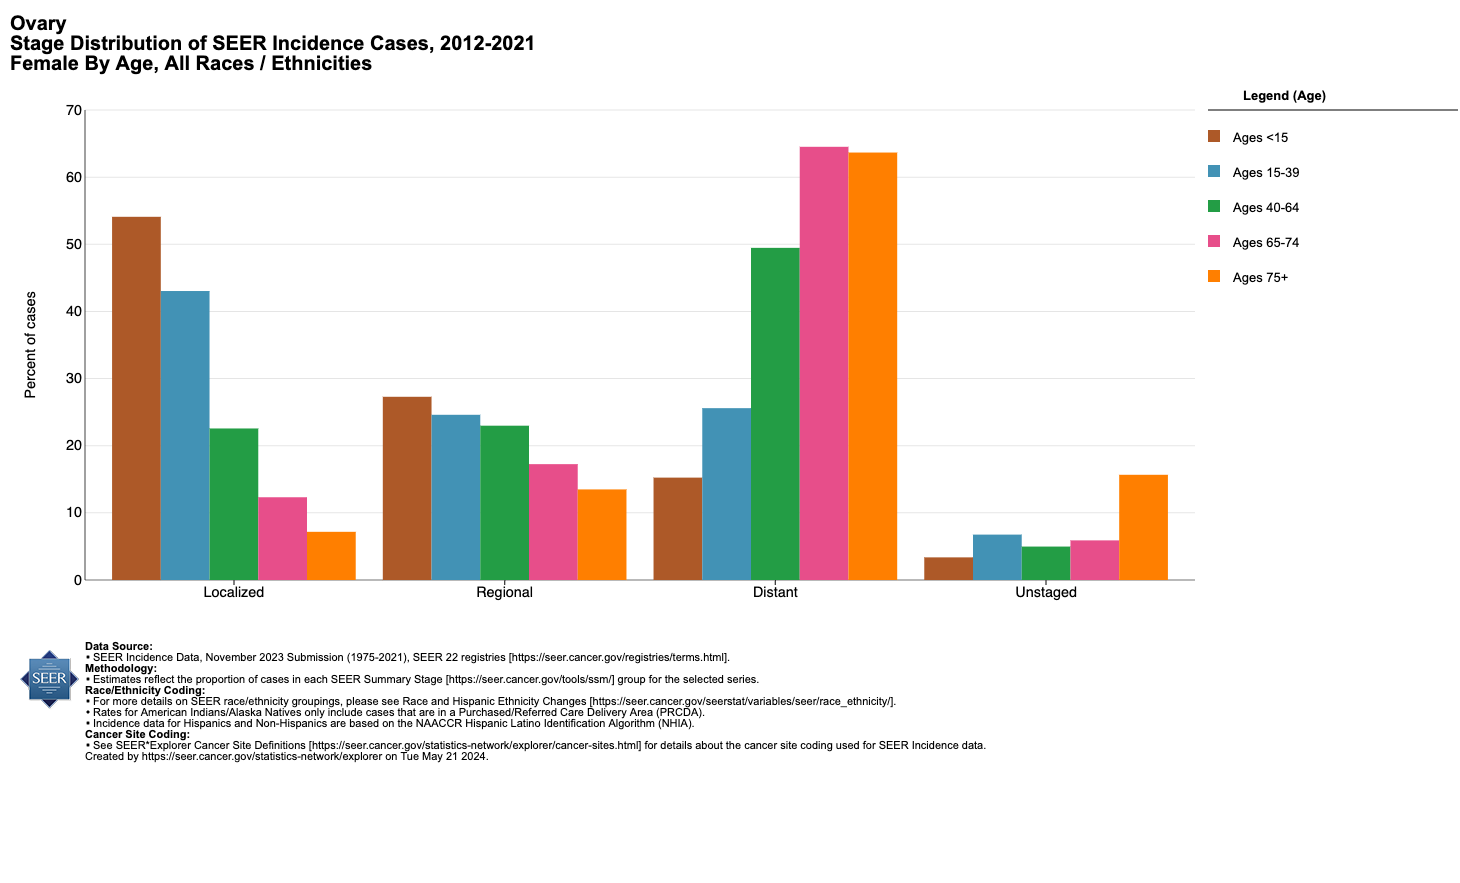 Ovary
Stage Distribution of SEER Incidence Cases, 2012-2021
Female By Age, All Races / Ethnicities
Legend (Age)
Ages <15
Ages 15-39
Ages 40-64
Ages 65-74
Ages 75+
Percent of cases
70
60
50
40
30
20
10
0
Localized
Regional
Distant
Unstaged
SEER
Data Source:
• SEER Incidence Data, November 2023 Submission (1975-2021), SEER 22 registries [https://seer.cancer.gov/registries/terms.html].
Methodology:
• Estimates reflect the proportion of cases in each SEER Summary Stage [https://seer.cancer.gov/tools/ssm/] group for the selected series.
Race/Ethnicity Coding:
• For more details on SEER race/ethnicity groupings, please see Race and Hispanic Ethnicity Changes [https://seer.cancer.gov/seerstat/variables/seer/race_ethnicity/].
• Rates for American Indians/Alaska Natives only include cases that are in a Purchased/Referred Care Delivery Area (PRCDA).
• Incidence data for Hispanics and Non-Hispanics are based on the NAACCR Hispanic Latino Identification Algorithm (NHIA).
Cancer Site Coding:
• See SEER*Explorer Cancer Site Definitions [https://seer.cancer.gov/statistics-network/explorer/cancer-sites.html] for details about the cancer site coding used for SEER Incidence data.
Created by https://seer.cancer.gov/statistics-network/explorer on Tue May 21 2024.